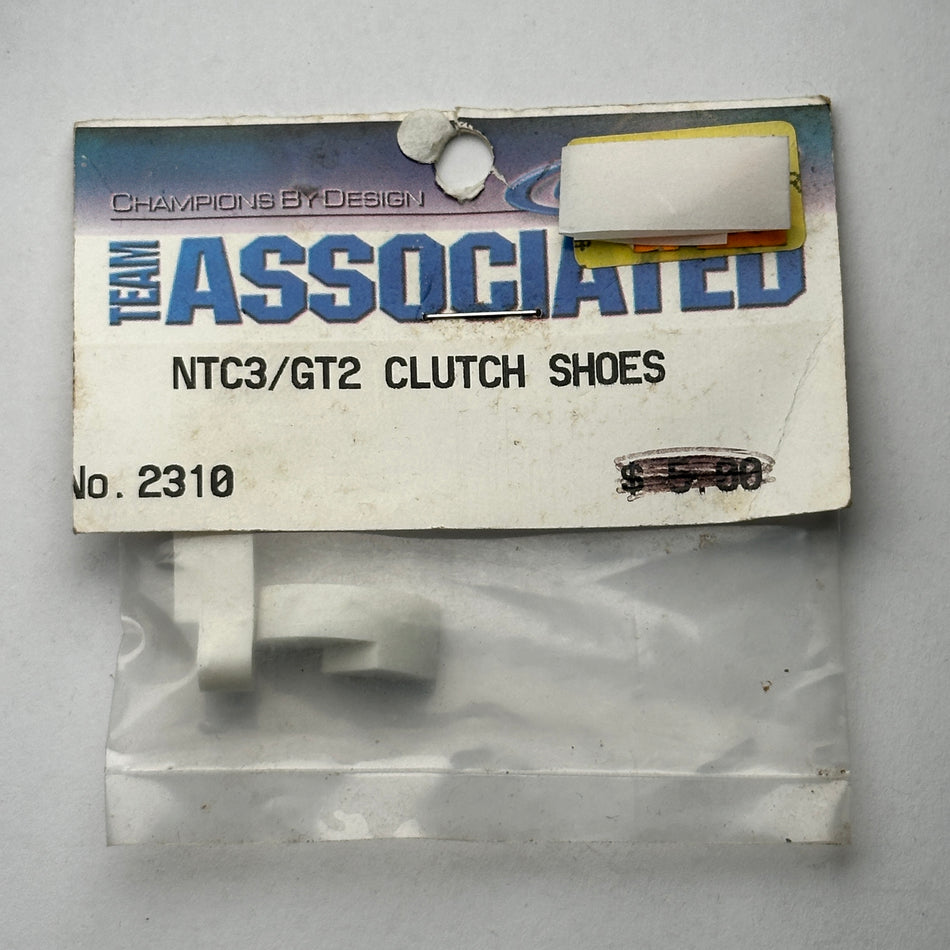 CHAMPIONS BY DESIGN
TEAM ASSOCIATED
NTC3/GT2 CLUTCH SHOES
No. 2310